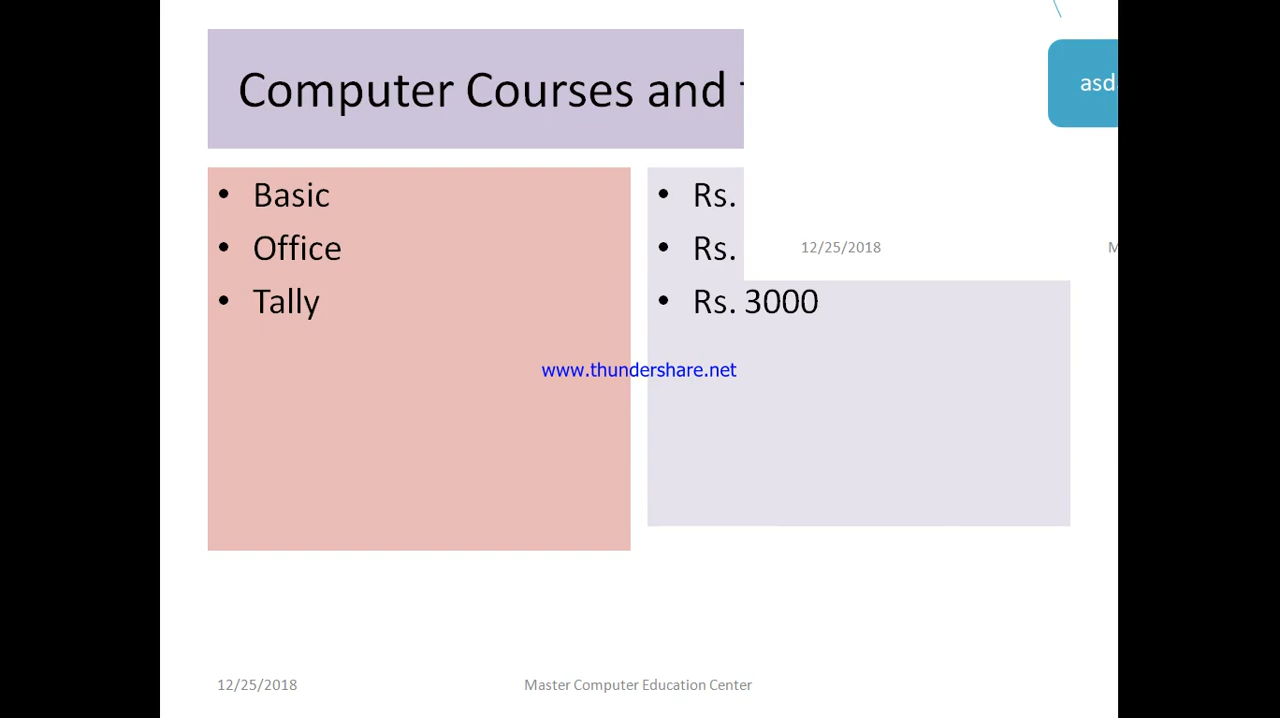 Computer Courses and
asd
• Basic
• Office
• Tally
• Rs.
• Rs.
• Rs. 3000
12/25/2018
www.thundershare.net
12/25/2018
Master Computer Education Center